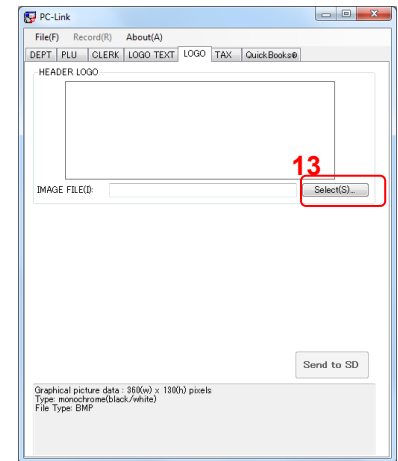 PC-Link
File(F) Record(R) About(A)
DEPT PLU CLERK LOGO TEXT LOGO TAX QuickBooks®
HEADER LOGO
13
IMAGE FILE(I): Select(S)...
Send to SD
Graphical picture data : 360(w) x 130(h) pixels
Type: monochrome(black/white)
File Type: BMP